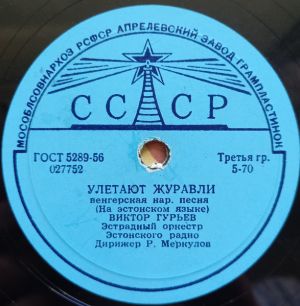 МОСОБЛСОВНАРХОЗ РСФСР АПРЕЛЕВСКИЙ ЗАВОД ГРАМПЛАСТИНОК
СССР
ГОСТ 5289-56 Третья гр.
027752 5-70
УЛЕТАЮТ ЖУРАВЛИ
венгерская нар. песня
(На эстонском языке)
ВИКТОР ГУРЬЕВ
Эстрадный оркестр
Эстонского радио
Дирижер Р. Меркулов